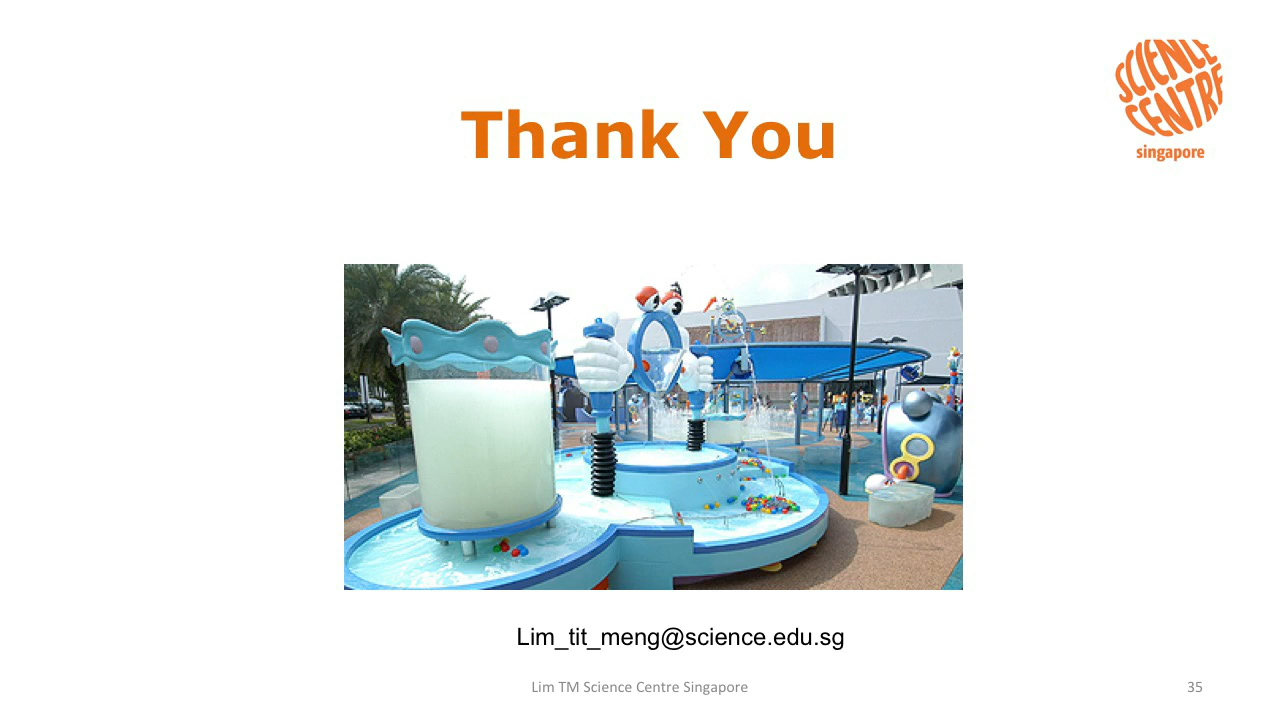 SCIENCE
CENTRE
singapore
Thank You
Lim_tit_meng@science.edu.sg
Lim TM Science Centre Singapore
35